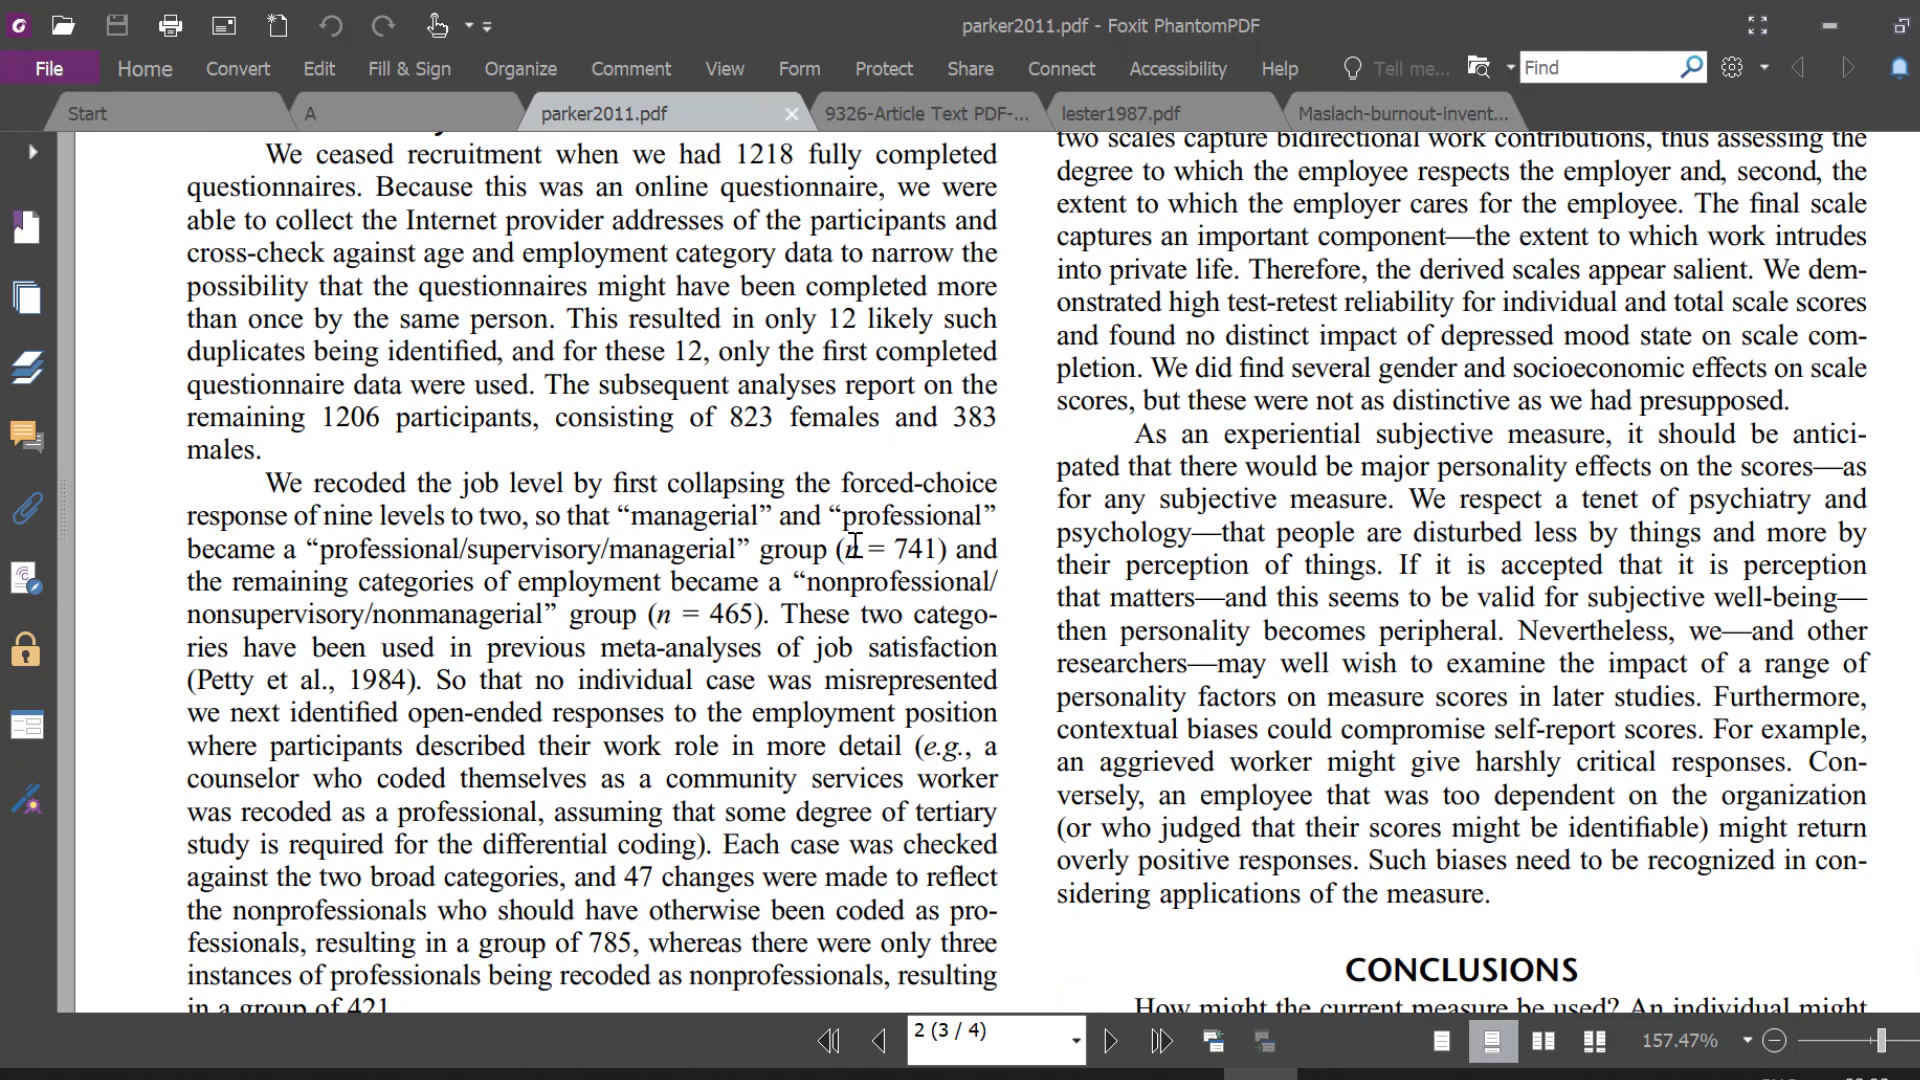 parker2011.pdf - Foxit PhantomPDF
File Home Convert Edit Fill & Sign Organize Comment View Form Protect Share Connect Accessibility Help Tell me... Find
Start A parker2011.pdf 9326-Article Text PDF-... lester1987.pdf Maslach-burnout-invent...
We ceased recruitment when we had 1218 fully completed
questionnaires. Because this was an online questionnaire, we were
able to collect the Internet provider addresses of the participants and
cross-check against age and employment category data to narrow the
possibility that the questionnaires might have been completed more
than once by the same person. This resulted in only 12 likely such
duplicates being identified, and for these 12, only the first completed
questionnaire data were used. The subsequent analyses report on the
remaining 1206 participants, consisting of 823 females and 383
males.
We recoded the job level by first collapsing the forced-choice
response of nine levels to two, so that “managerial” and “professional”
became a “professional/supervisory/managerial” group (n = 741) and
the remaining categories of employment became a “nonprofessional/
nonsupervisory/nonmanagerial” group (n = 465). These two catego-
ries have been used in previous meta-analyses of job satisfaction
(Petty et al., 1984). So that no individual case was misrepresented
we next identified open-ended responses to the employment position
where participants described their work role in more detail (e.g., a
counselor who coded themselves as a community services worker
was recoded as a professional, assuming that some degree of tertiary
study is required for the differential coding). Each case was checked
against the two broad categories, and 47 changes were made to reflect
the nonprofessionals who should have otherwise been coded as pro-
fessionals, resulting in a group of 785, whereas there were only three
instances of professionals being recoded as nonprofessionals, resulting
in a group of 421.
two scales capture bidirectional work contributions, thus assessing the
degree to which the employee respects the employer and, second, the
extent to which the employer cares for the employee. The final scale
captures an important component—the extent to which work intrudes
into private life. Therefore, the derived scales appear salient. We dem-
onstrated high test-retest reliability for individual and total scale scores
and found no distinct impact of depressed mood state on scale com-
pletion. We did find several gender and socioeconomic effects on scale
scores, but these were not as distinctive as we had presupposed.
As an experiential subjective measure, it should be antici-
pated that there would be major personality effects on the scores—as
for any subjective measure. We respect a tenet of psychiatry and
psychology—that people are disturbed less by things and more by
their perception of things. If it is accepted that it is perception
that matters—and this seems to be valid for subjective well-being—
then personality becomes peripheral. Nevertheless, we—and other
researchers—may well wish to examine the impact of a range of
personality factors on measure scores in later studies. Furthermore,
contextual biases could compromise self-report scores. For example,
an aggrieved worker might give harshly critical responses. Con-
versely, an employee that was too dependent on the organization
(or who judged that their scores might be identifiable) might return
overly positive responses. Such biases need to be recognized in con-
sidering applications of the measure.
CONCLUSIONS
How might the current measure be used? An individual might
2 (3 / 4)
157.47%